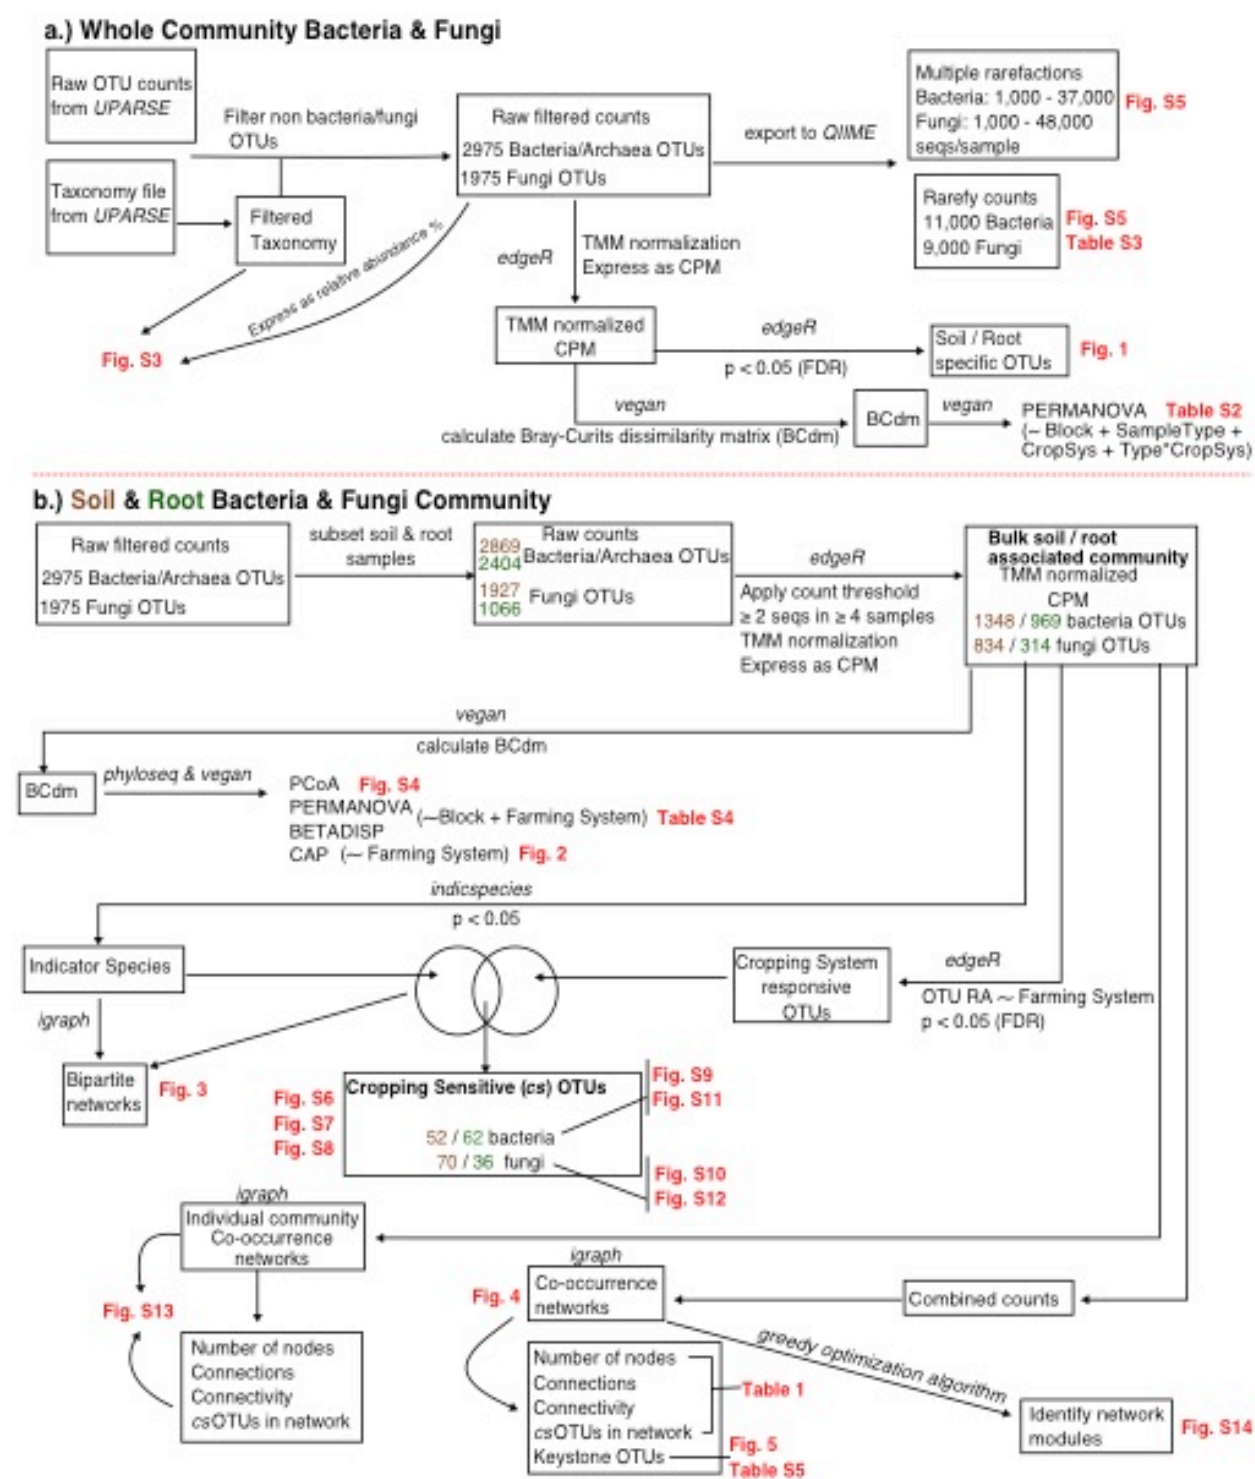 a.) Whole Community Bacteria & Fungi
Raw OTU counts
from UPARSE
Filter non bacteria/fungi
OTUs
Taxonomy file
from UPARSE
Filtered
Taxonomy
Raw filtered counts
2975 Bacteria/Archaea OTUs
1975 Fungi OTUs
export to QIIME
Multiple rarefactions
Bacteria: 1,000 - 37,000
Fungi: 1,000 - 48,000
seqs/sample
Fig. S5
Rarefy counts
11,000 Bacteria
9,000 Fungi
Fig. S5
Table S3
Express as relative abundance %
Fig. S3
edgeR
TMM normalization
Express as CPM
TMM normalized
CPM
edgeR
p < 0.05 (FDR)
Soil / Root
specific OTUs
Fig. 1
vegan
calculate Bray-Curits dissimilarity matrix (BCdm)
BCdm
vegan
PERMANOVA Table S2
(~ Block + SampleType +
CropSys + Type*CropSys)
b.) Soil & Root Bacteria & Fungi Community
Raw filtered counts
2975 Bacteria/Archaea OTUs
1975 Fungi OTUs
subset soil & root
samples
Raw counts
2869
2404 Bacteria/Archaea OTUs
1927
1066 Fungi OTUs
edgeR
Apply count threshold
≥ 2 seqs in ≥ 4 samples
TMM normalization
Express as CPM
Bulk soil / root
associated community
TMM normalized
CPM
1348 / 969 bacteria OTUs
834 / 314 fungi OTUs
vegan
calculate BCdm
BCdm
phyloseq & vegan
PCoA Fig. S4
PERMANOVA
BETADISP
(~Block + Farming System) Table S4
CAP (~ Farming System) Fig. 2
indicspecies
p < 0.05
Indicator Species
Cropping System
responsive
OTUs
edgeR
OTU RA ~ Farming System
p < 0.05 (FDR)
igraph
Bipartite
networks
Fig. 3
Fig. S6
Fig. S7
Fig. S8
Cropping Sensitive (cs) OTUs
52 / 62 bacteria
70 / 36 fungi
Fig. S9
Fig. S11
Fig. S10
Fig. S12
igraph
Individual community
Co-occurrence
networks
Fig. S13
Number of nodes
Connections
Connectivity
csOTUs in network
igraph
Fig. 4
Co-occurrence
networks
Combined counts
greedy optimization algorithm
Number of nodes
Connections
Connectivity
csOTUs in network
Keystone OTUs
Table 1
Fig. 5
Table S5
Identify network
modules
Fig. S14